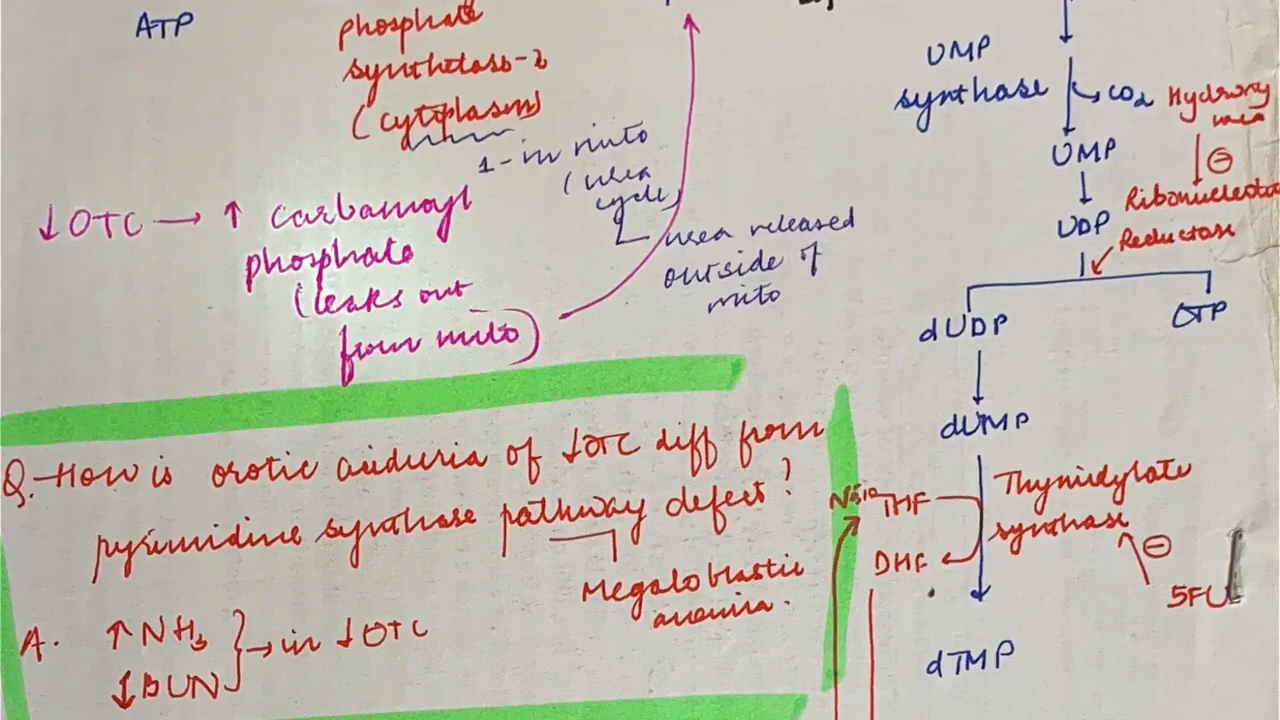 ATP
phosphate
synthetase-2
(cytoplasm)
1-in mito
(urea
cycle)
urea released
outside of
mito
↓OTC → ↑ carbamoyl
phosphate
(leaks out
from mito)
Q.-How is orotic aciduria of ↓OTC diff from
pyrimidine synthase pathway defect?
Megaloblastic
anemia.
A. ↑NH₃
↓BUN } → in ↓OTC
UMP
synthase
CO₂
Hydroxy
urea
⊖
UMP
UDP
Reductase
dUDP
CTP
dUMP
THF
Thymidylate
synthase
DHF
⊖
5FU
dTMP